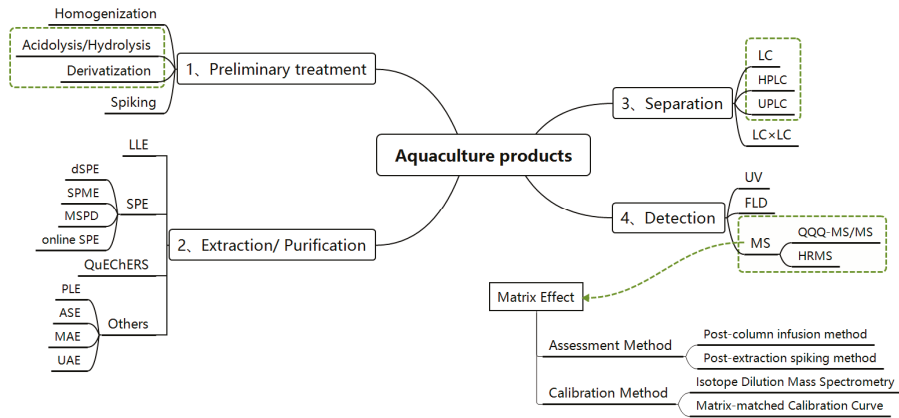 Homogenization
Acidolysis/Hydrolysis
Derivatization
Spiking
1、Preliminary treatment
LLE
dSPE
SPME
MSPD
online SPE
SPE
QuEChERS
PLE
ASE
MAE
UAE
Others
2、Extraction/ Purification
Aquaculture products
3、Separation
LC
HPLC
UPLC
LC×LC
4、Detection
UV
FLD
MS
QQQ-MS/MS
HRMS
Matrix Effect
Assessment Method
Post-column infusion method
Post-extraction spiking method
Calibration Method
Isotope Dilution Mass Spectrometry
Matrix-matched Calibration Curve